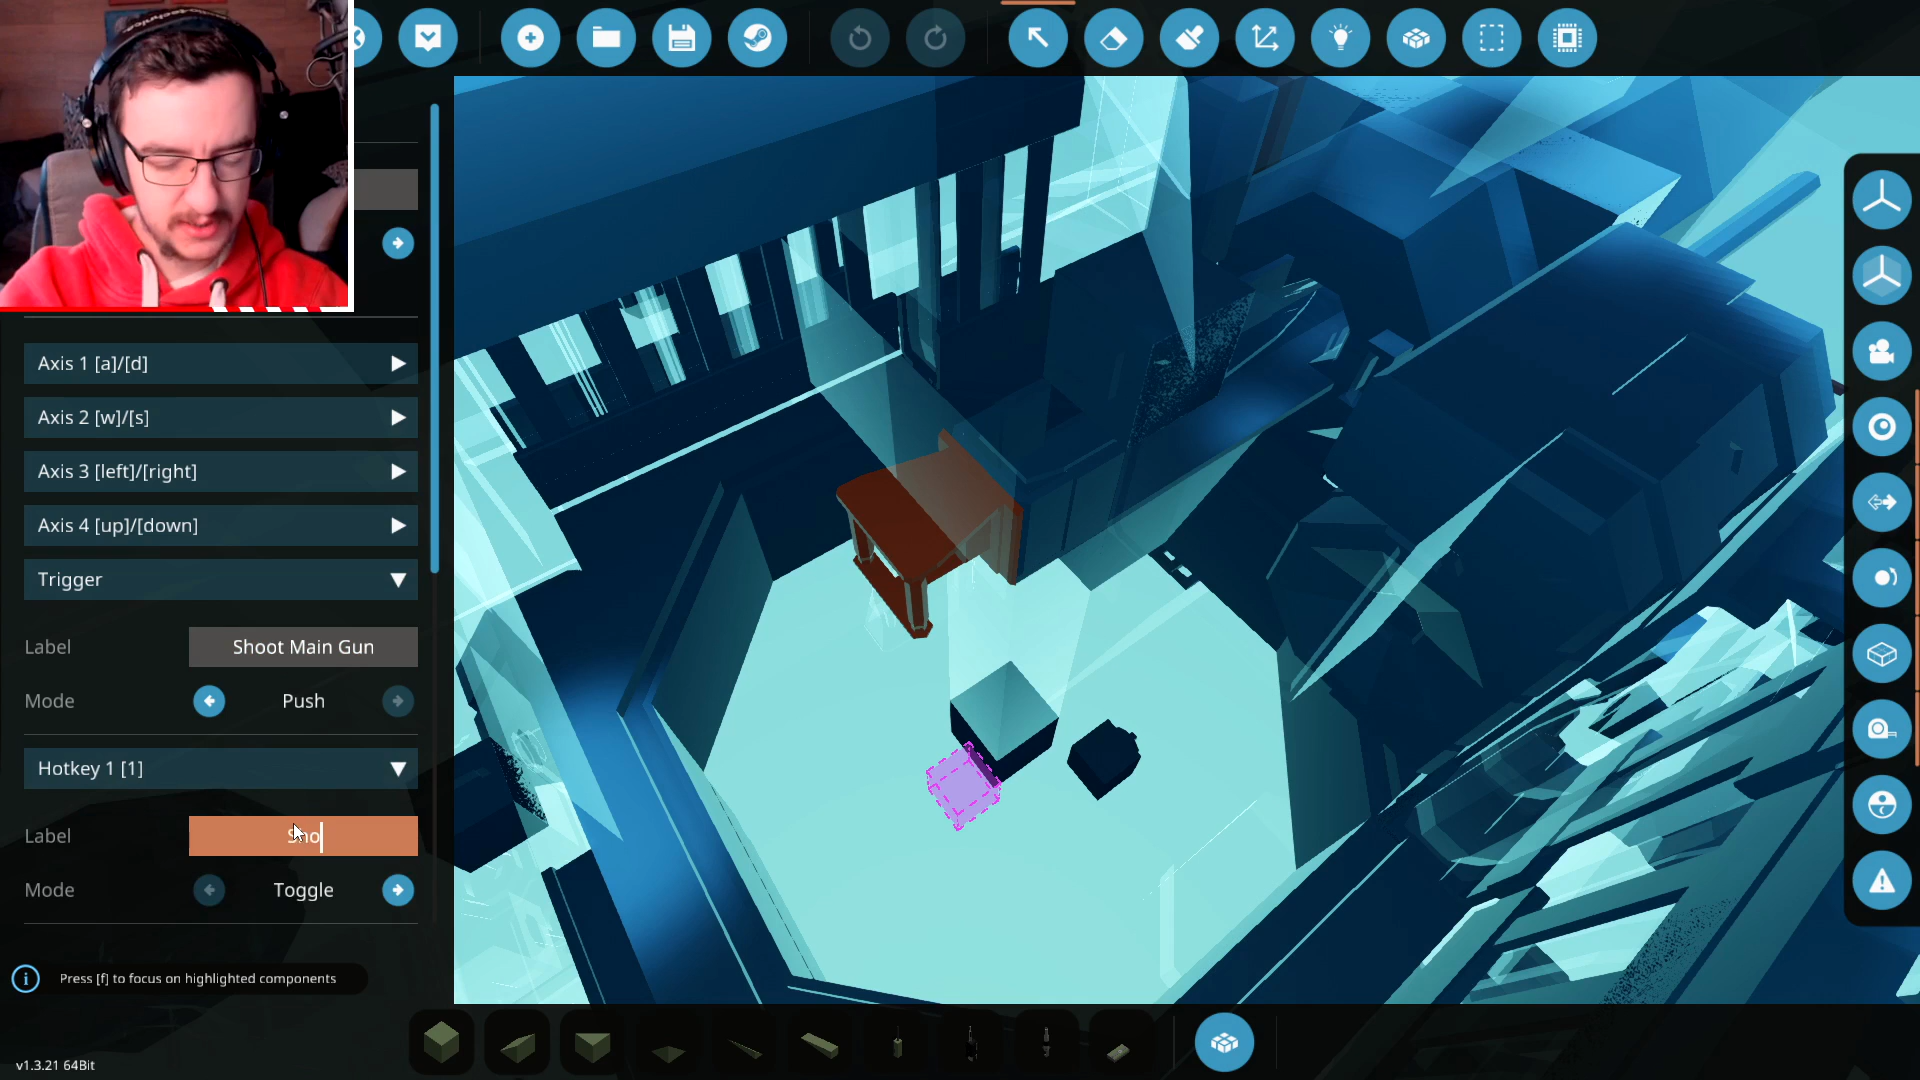 Axis 1 [a]/[d]
Axis 2 [w]/[s]
Axis 3 [left]/[right]
Axis 4 [up]/[down]
Trigger
Label Shoot Main Gun
Mode Push
Hotkey 1 [1]
Label Sho
Mode Toggle
Press [f] to focus on highlighted components
v1.3.21 64Bit